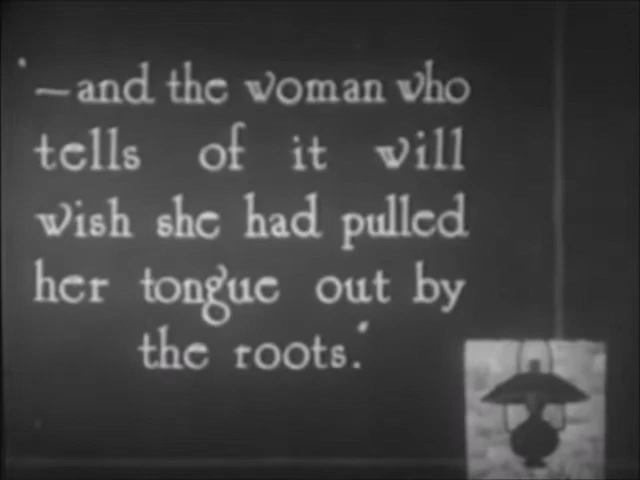 "—and the woman who
tells of it will
wish she had pulled
her tongue out by
the roots."